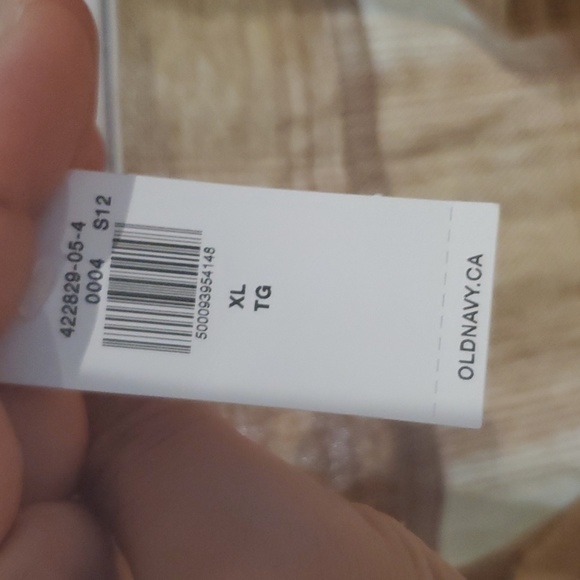 422829-05-4
0004 S12
500093954148
XL
TG
OLDNAVY.CA